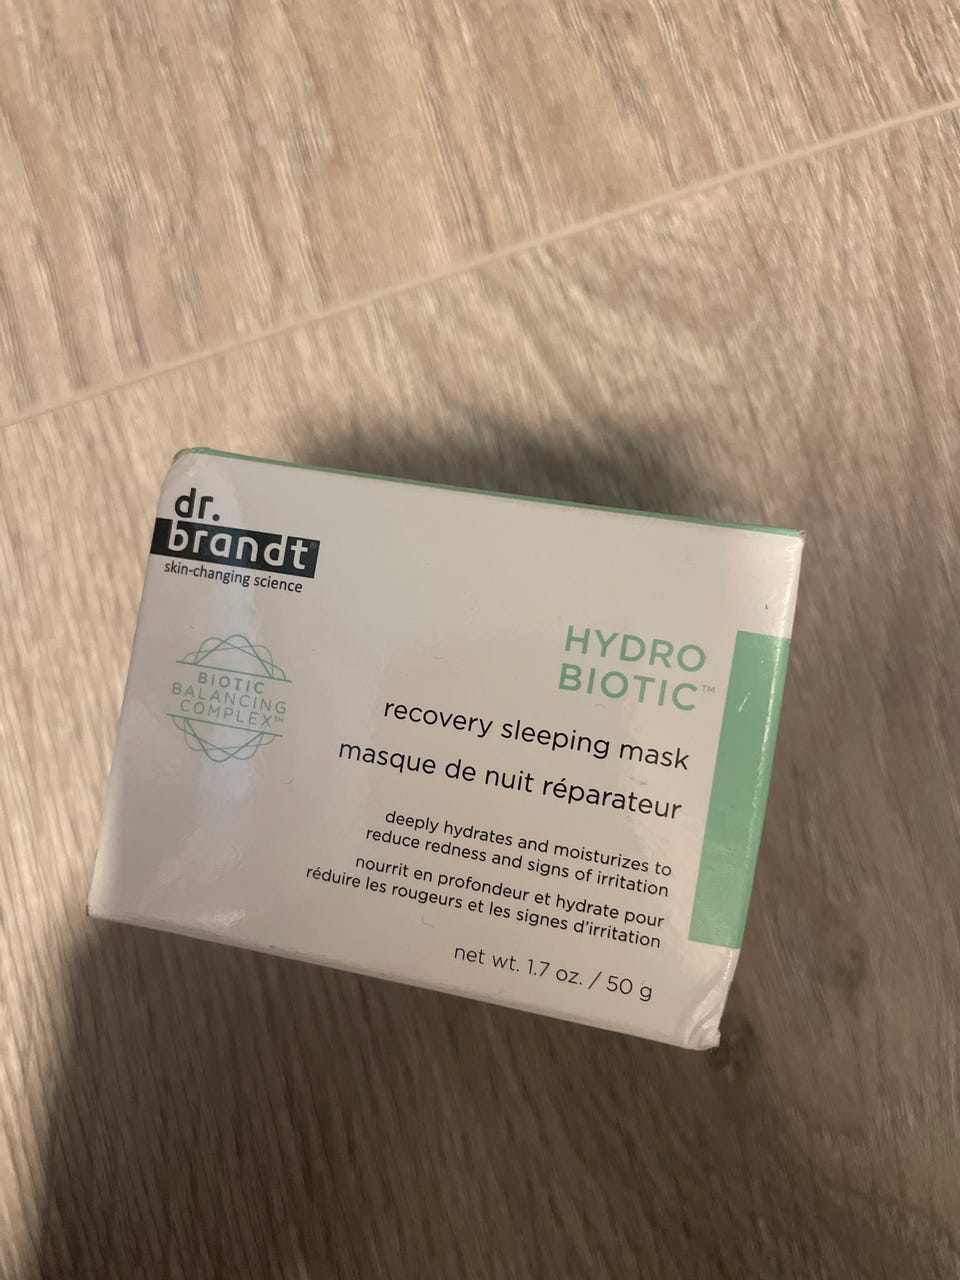 dr.
brandt®
skin-changing science
BIOTIC
BALANCING
COMPLEX™
HYDRO
BIOTIC™
recovery sleeping mask
masque de nuit réparateur
deeply hydrates and moisturizes to
reduce redness and signs of irritation
nourrit en profondeur et hydrate pour
réduire les rougeurs et les signes d'irritation
net wt. 1.7 oz. / 50 g